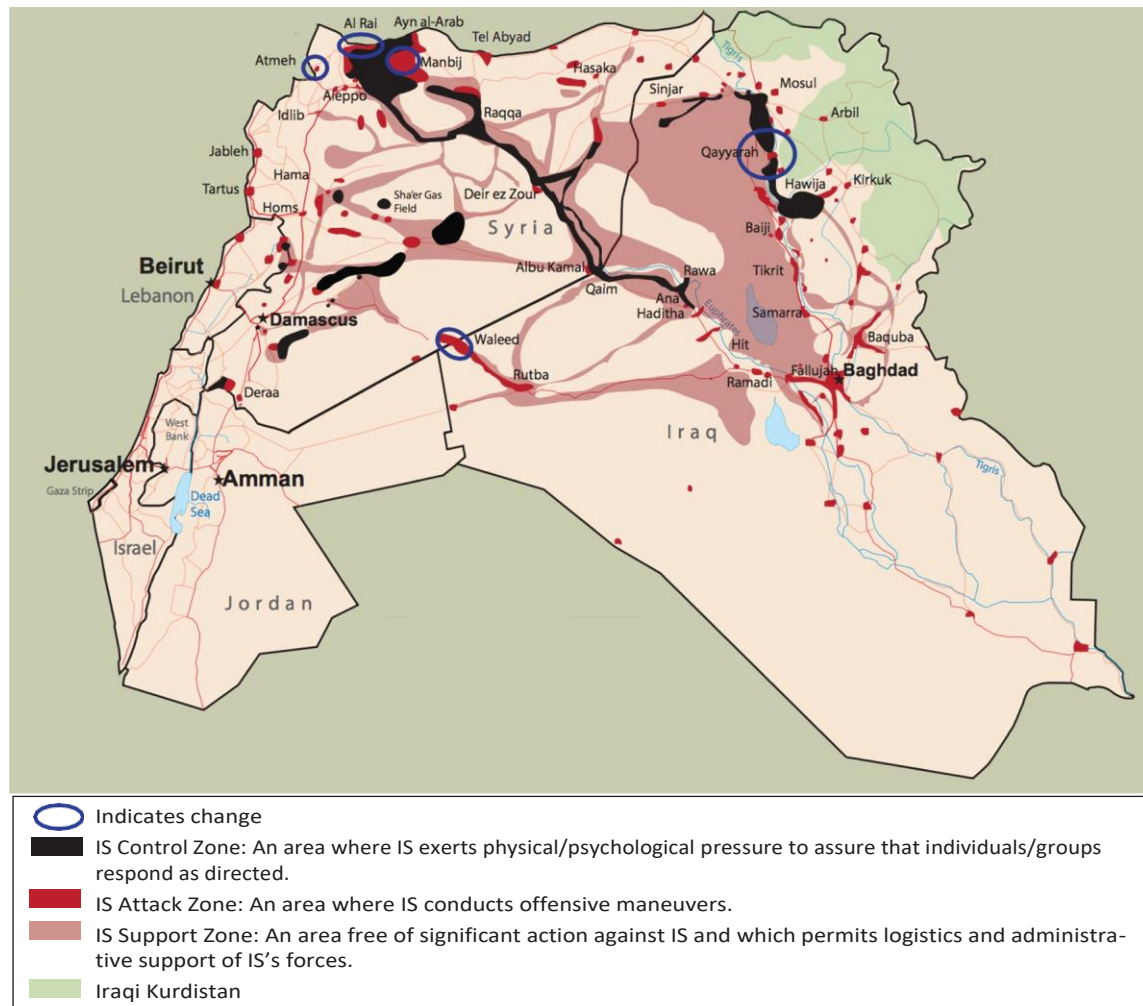 Al Rai
Ayn al-Arab
Tel Abyad
Atmeh
Manbij
Hasaka
Tigris
Mosul
Sinjar
Aleppo
Raqqa
Arbil
Idlib
Qayyarah
Jableh
Hama
Kirkuk
Hawija
Tartus
Sha'er Gas
Field
Deir ez Zour
Homs
Baiji
Syria
Beirut
Albu Kamal
Rawa
Tikrit
Lebanon
Qaim
Ana
Haditha
Euphrates
Samarra
Damascus
Waleed
Hit
Baquba
Rutba
Ramadi
Fallujah
Baghdad
Deraa
West
Bank
Iraq
Jerusalem
Amman
Tigris
Gaza Strip
Dead
Sea
Israel
Jordan
Indicates change
IS Control Zone: An area where IS exerts physical/psychological pressure to assure that individuals/groups
respond as directed.
IS Attack Zone: An area where IS conducts offensive maneuvers.
IS Support Zone: An area free of significant action against IS and which permits logistics and administra-
tive support of IS's forces.
Iraqi Kurdistan